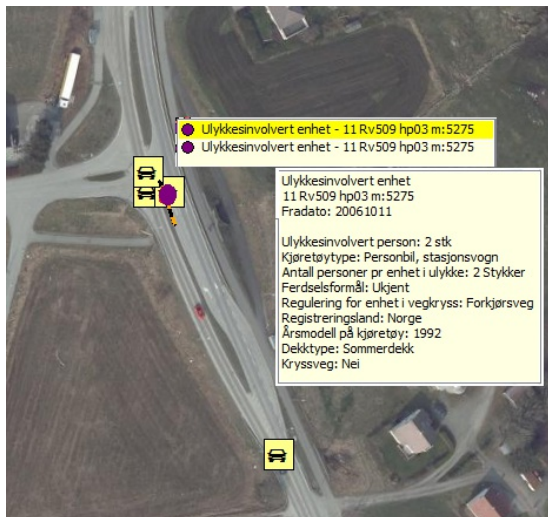 Ulykkesinvolvert enhet - 11 Rv509 hp03 m:5275
Ulykkesinvolvert enhet - 11 Rv509 hp03 m:5275
Ulykkesinvolvert enhet
11 Rv509 hp03 m:5275
Fradato: 20061011
Ulykkesinvolvert person: 2 stk
Kjøretøytype: Personbil, stasjonsvogn
Antall personer pr enhet i ulykke: 2 Stykker
Ferdselsformål: Ukjent
Regulering for enhet i vegkryss: Forkjørsveg
Registreringsland: Norge
Årsmodell på kjøretøy: 1992
Dekktype: Sommerdekk
Kryssveg: Nei